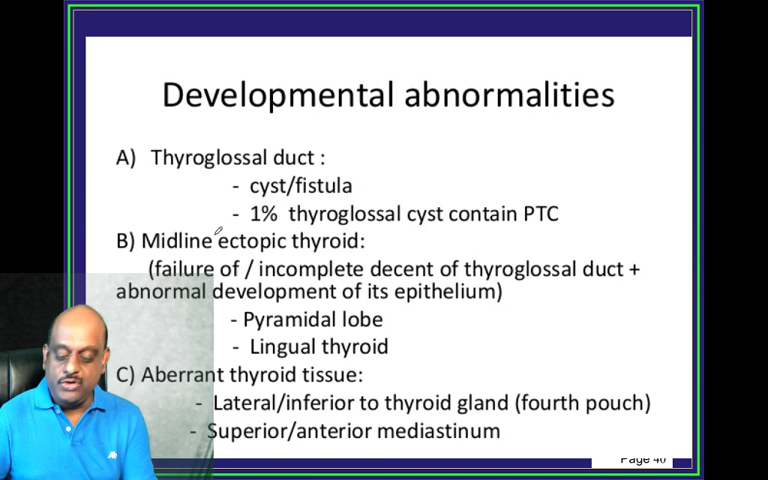 Developmental abnormalities
A) Thyroglossal duct :
- cyst/fistula
- 1% thyroglossal cyst contain PTC
B) Midline ectopic thyroid:
(failure of / incomplete decent of thyroglossal duct +
abnormal development of its epithelium)
- Pyramidal lobe
- Lingual thyroid
C) Aberrant thyroid tissue:
- Lateral/inferior to thyroid gland (fourth pouch)
- Superior/anterior mediastinum
Page 40